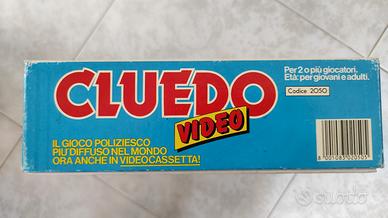 CLUEDO
VIDEO
Per 2 o più giocatori.
Età: per giovani e adulti.
Codice 2050
IL GIOCO POLIZIESCO
PIÙ DIFFUSO NEL MONDO
ORA ANCHE IN VIDEOCASSETTA!
subito